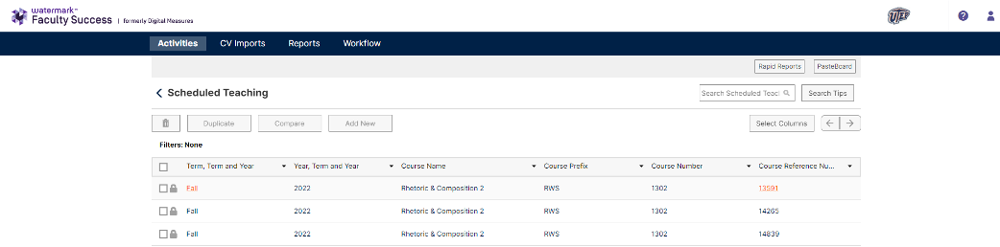 watermark™
Faculty Success | formerly Digital Measures
UTEP
?
Activities CV Imports Reports Workflow
Rapid Reports PasteBoard
Scheduled Teaching
Search Scheduled Teacl Search Tips
Duplicate Compare Add New Select Columns
Filters: None
Term, Term and Year Year, Term and Year Course Name Course Prefix Course Number Course Reference Nu...
Fall 2022 Rhetoric & Composition 2 RWS 1302 13591
Fall 2022 Rhetoric & Composition 2 RWS 1302 14265
Fall 2022 Rhetoric & Composition 2 RWS 1302 14839